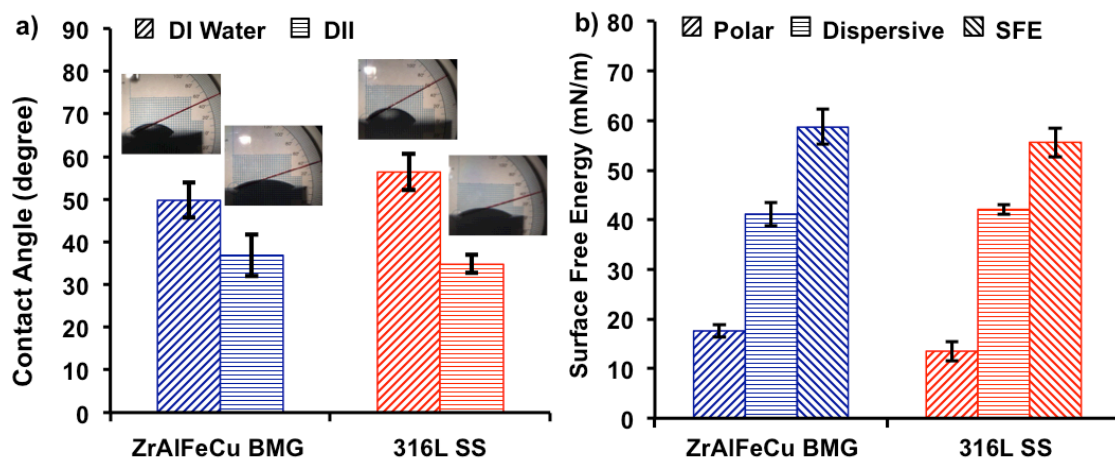 a)
DI Water DII
Contact Angle (degree)
90
80
70
60
50
40
30
20
10
0
ZrAlFeCu BMG 316L SS
b)
Polar Dispersive SFE
Surface Free Energy (mN/m)
80
70
60
50
40
30
20
10
0
ZrAlFeCu BMG 316L SS